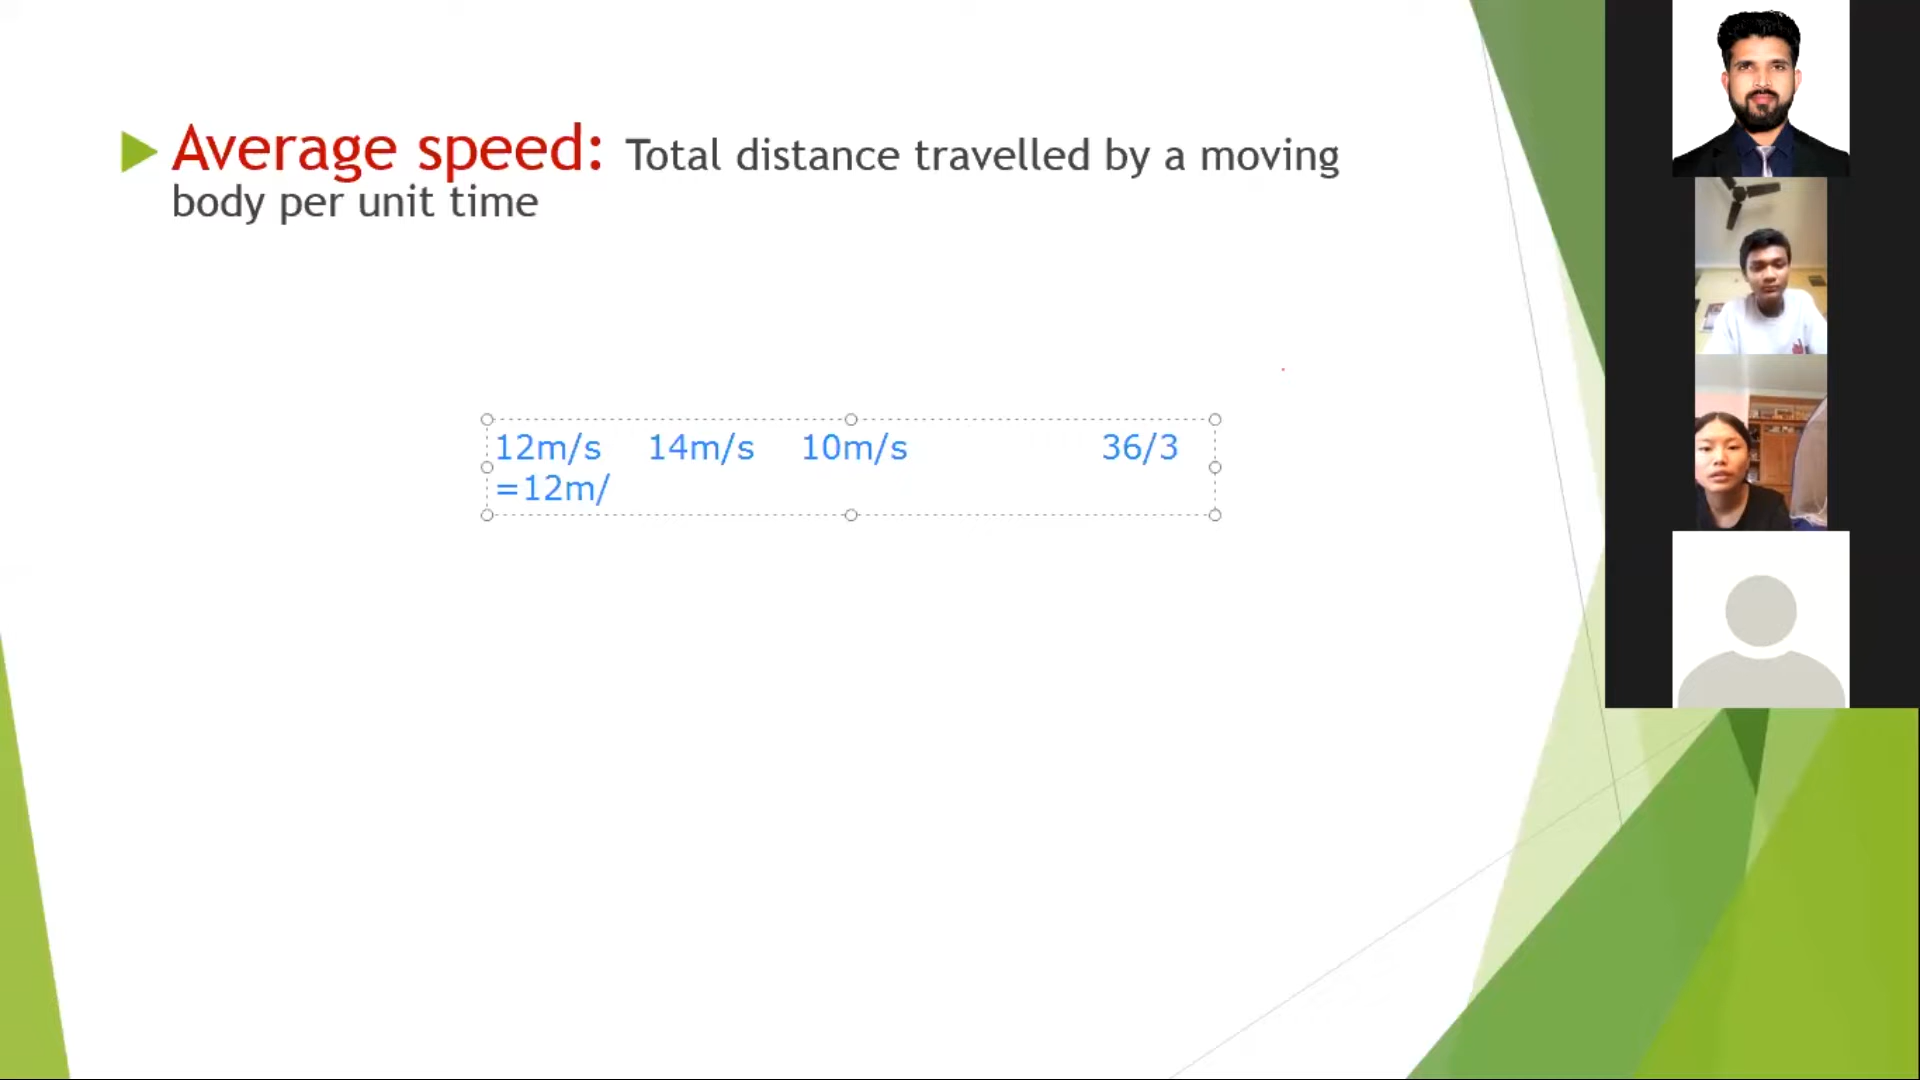 Average speed: Total distance travelled by a moving
body per unit time
12m/s 14m/s 10m/s 36/3
=12m/